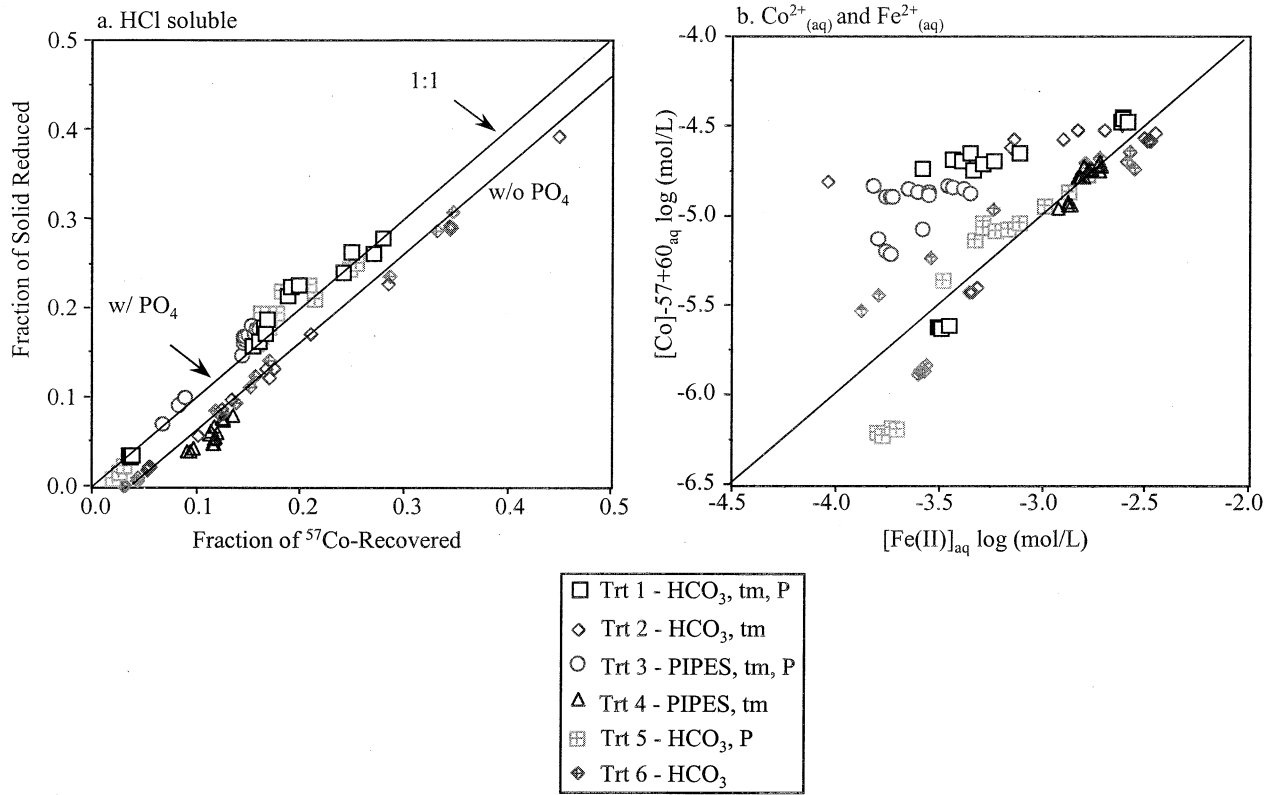 a. HCl soluble
0.5
0.4
0.3
0.2
0.1
0.0
Fraction of Solid Reduced
1:1
w/o PO₄
w/ PO₄
0.0 0.1 0.2 0.3 0.4 0.5
Fraction of ⁵⁷Co-Recovered
b. Co²⁺(aq) and Fe²⁺(aq)
-4.0
-4.5
-5.0
-5.5
-6.0
-6.5
[Co]-57+60aq log (mol/L)
-4.5 -4.0 -3.5 -3.0 -2.5 -2.0
[Fe(II)]aq log (mol/L)
Trt 1 - HCO₃, tm, P
Trt 2 - HCO₃, tm
Trt 3 - PIPES, tm, P
Trt 4 - PIPES, tm
Trt 5 - HCO₃, P
Trt 6 - HCO₃